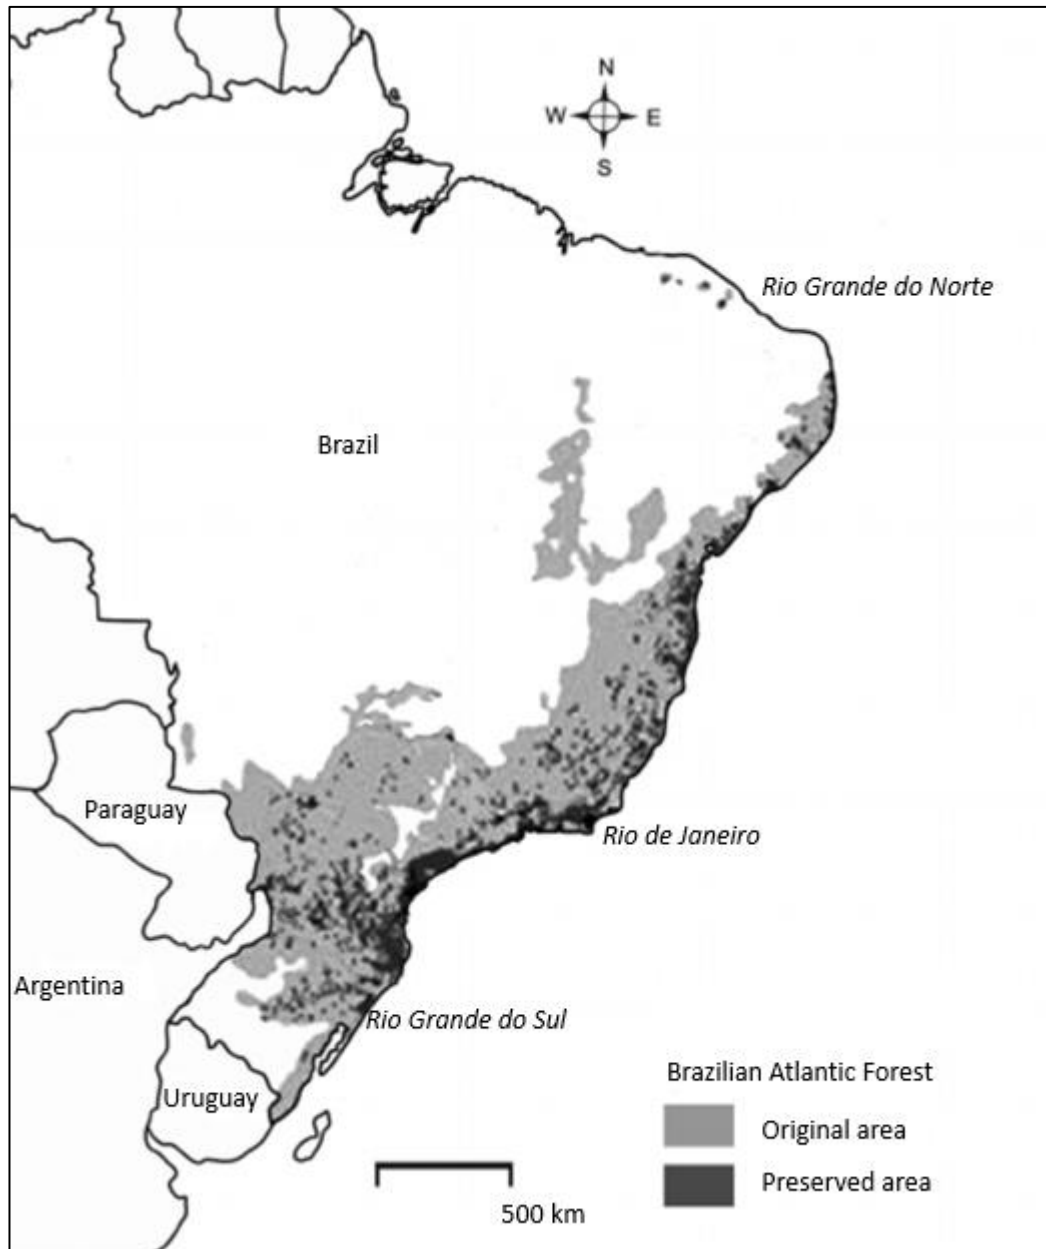 N
W E
S
Rio Grande do Norte
Brazil
Paraguay
Rio de Janeiro
Argentina
Rio Grande do Sul
Uruguay
Brazilian Atlantic Forest
Original area
Preserved area
500 km